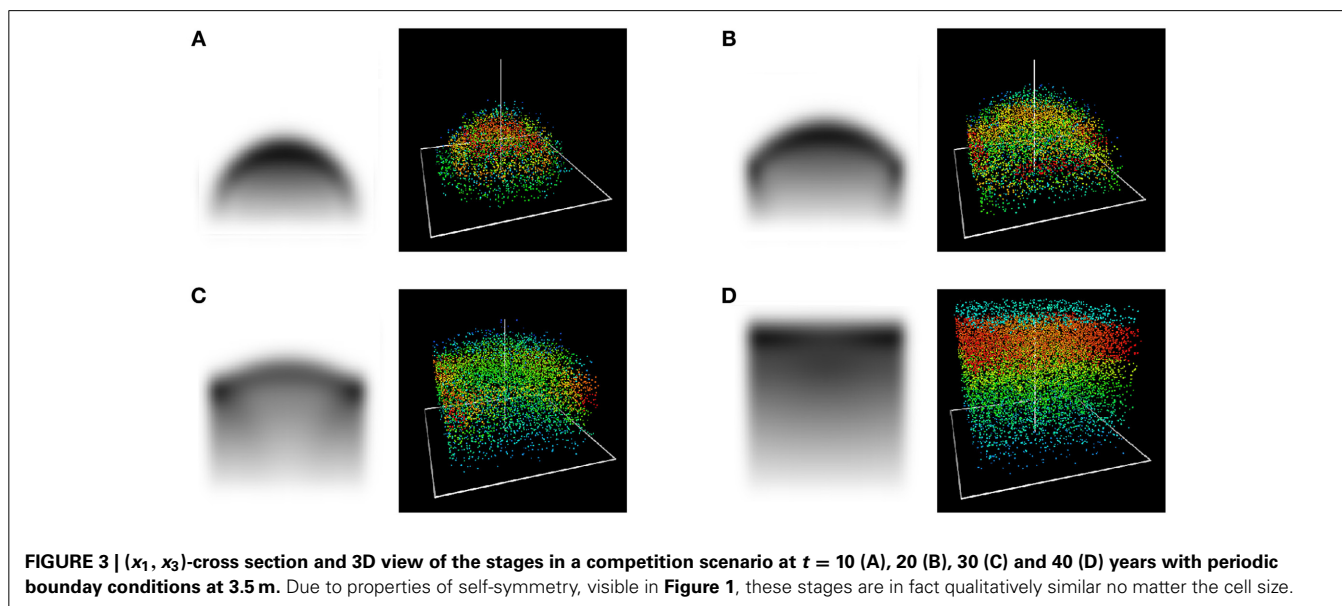 A
B
C
D
FIGURE 3 | (x₁, x₃)-cross section and 3D view of the stages in a competition scenario at t = 10 (A), 20 (B), 30 (C) and 40 (D) years with periodic
bounday conditions at 3.5 m. Due to properties of self-symmetry, visible in Figure 1, these stages are in fact qualitatively similar no matter the cell size.